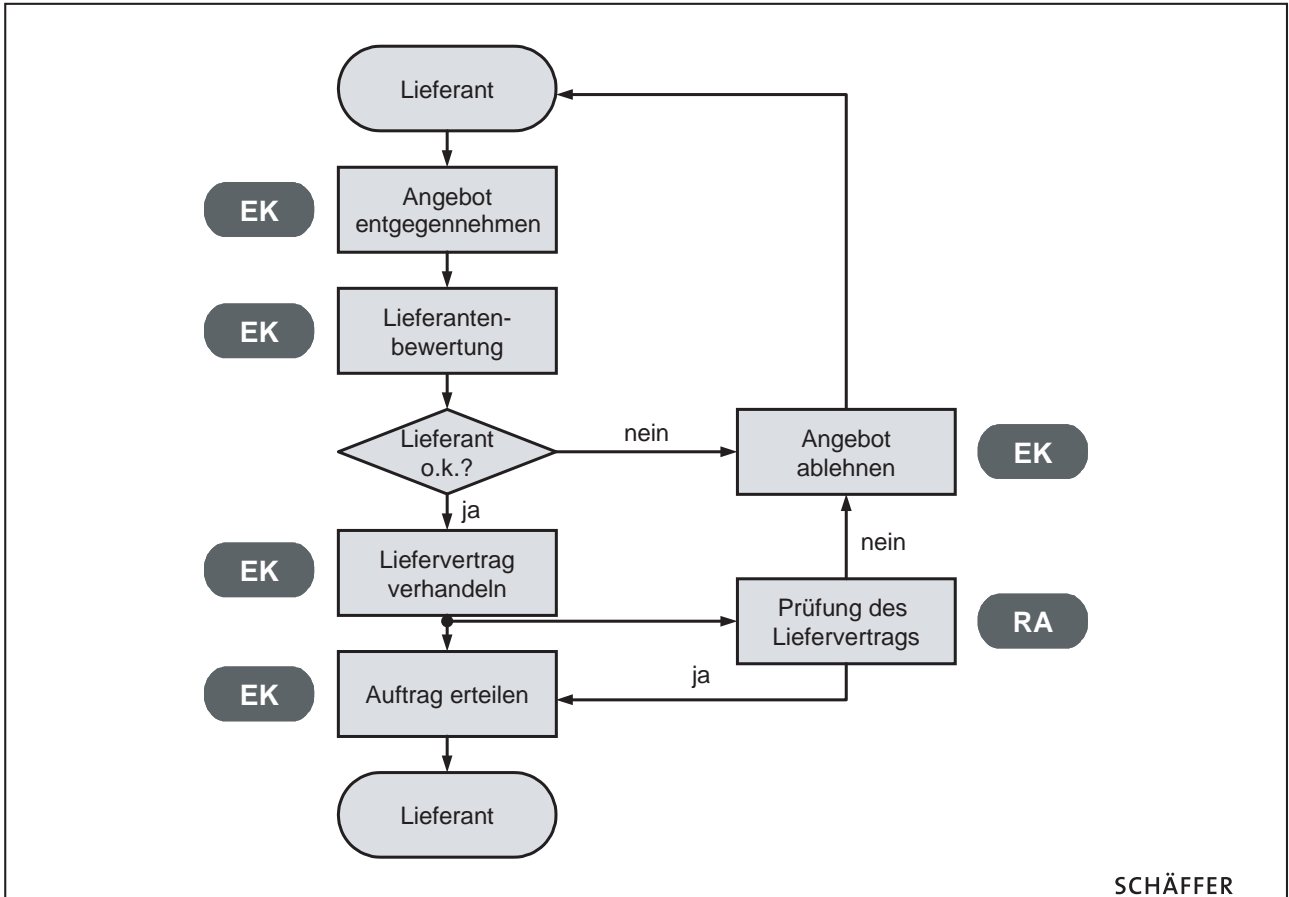 Lieferant
EK
Angebot
entgegennehmen
EK
Lieferanten-
bewertung
Lieferant
o.k.?
nein
Angebot
ablehnen
EK
ja
nein
EK
Liefervertrag
verhandeln
Prüfung des
Liefervertrags
RA
ja
EK
Auftrag erteilen
Lieferant
SCHÄFFER